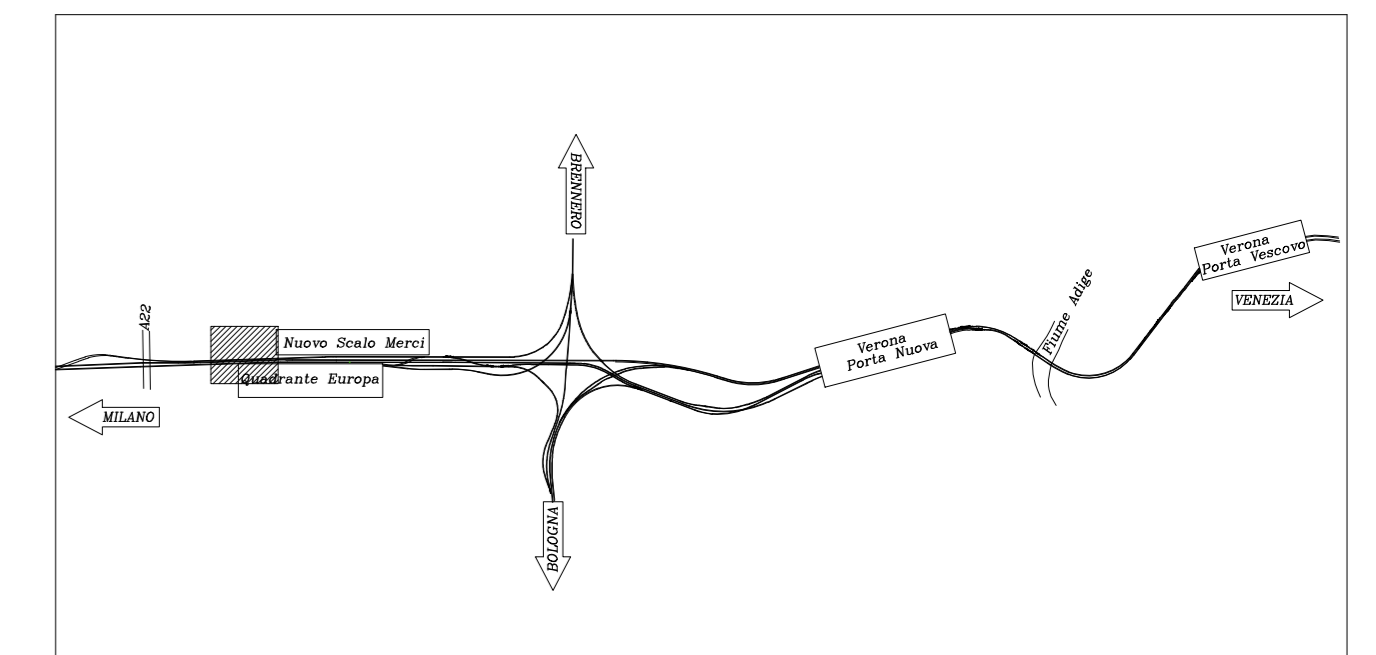 BRENNERO
Verona
Porta Vescovo
VENEZIA
Fiume Adige
A22
Nuovo Scalo Merci
Verona
Porta Nuova
Quadrante Europa
MILANO
BOLOGNA